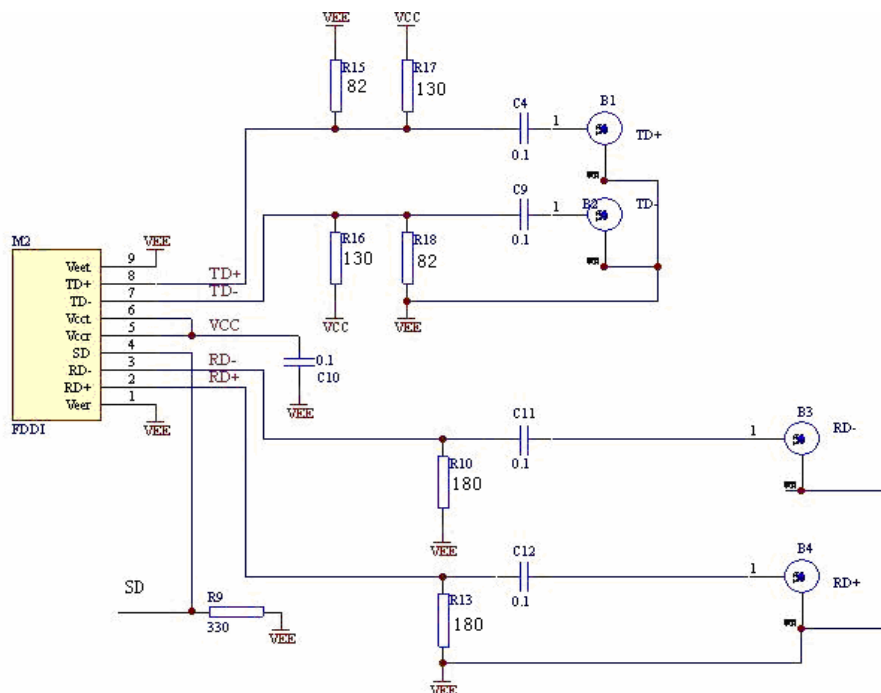 VEE VCC
R15 R17
82 130
C4 B1
1 50
TD+
0.1
C9 B2 TD-
1 50
0.1
R16 R18
130 82
VCC VEE
M2
VEE
Veet 9
TD+ 8 TD+
TD- 7 TD-
Vcct 6
Vccr 5 VCC
SD 4
RD- 3 RD-
RD+ 2 RD+
Veer 1
FDDI VEE
0.1
C10
VEE
C11 B3
1 50 RD-
0.1
R10
180
VEE
C12 B4
1 50 RD+
0.1
R13
180
VEE
SD
R9
330
VEE